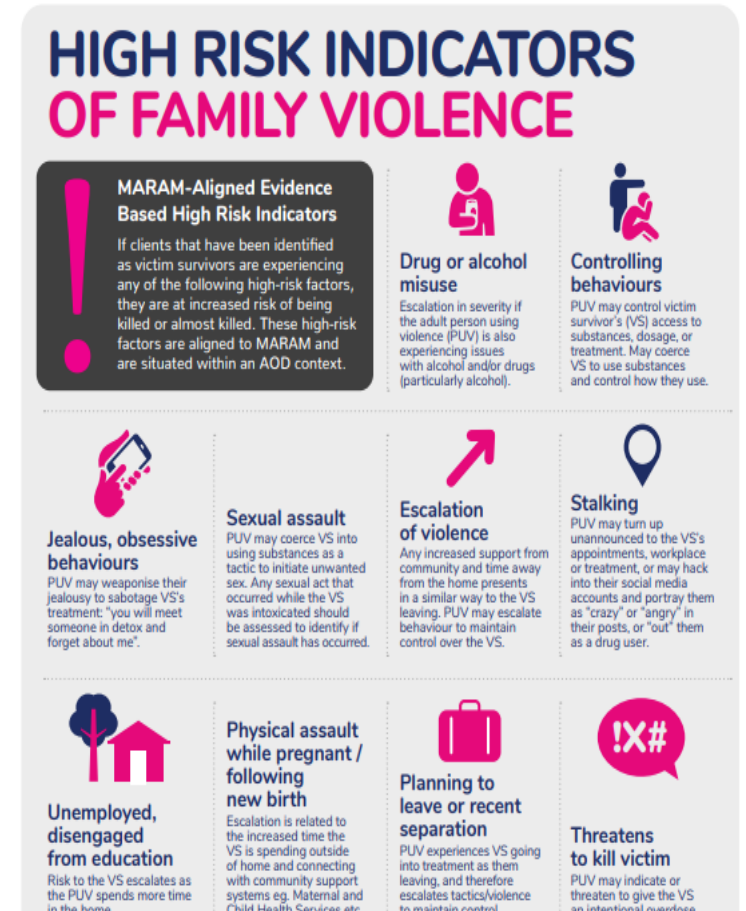 HIGH RISK INDICATORS
OF FAMILY VIOLENCE
MARAM-Aligned Evidence
Based High Risk Indicators
If clients that have been identified
as victim survivors are experiencing
any of the following high-risk factors,
they are at increased risk of being
killed or almost killed. These high-risk
factors are aligned to MARAM and
are situated within an AOD context.
Drug or alcohol
misuse
Escalation in severity if
the adult person using
violence (PUV) is also
experiencing issues
with alcohol and/or drugs
(particularly alcohol).
Controlling
behaviours
PUV may control victim
survivor's (VS) access to
substances, dosage, or
treatment. May coerce
VS to use substances
and control how they use.
Jealous, obsessive
behaviours
PUV may weaponise their
jealousy to sabotage VS's
treatment: "you will meet
someone in detox and
forget about me".
Sexual assault
PUV may coerce VS into
using substances as a
tactic to initiate unwanted
sex. Any sexual act that
occurred while the VS
was intoxicated should
be assessed to identify if
sexual assault has occurred.
Escalation
of violence
Any increased support from
community and time away
from the home presents
in a similar way to the VS
leaving. PUV may escalate
behaviour to maintain
control over the VS.
Stalking
PUV may turn up
unannounced to the VS's
appointments, workplace
or treatment, or may hack
into their social media
accounts and portray them
as "crazy" or "angry" in
their posts, or "out" them
as a drug user.
Unemployed,
disengaged
from education
Risk to the VS escalates as
the PUV spends more time
in the home.
Physical assault
while pregnant /
following
new birth
Escalation is related to
the increased time the
VS is spending outside
of home and connecting
with community support
systems eg. Maternal and
Child Health Services etc.
Planning to
leave or recent
separation
PUV experiences VS going
into treatment as them
leaving, and therefore
escalates tactics/violence
to maintain control.
!X#
Threatens
to kill victim
PUV may indicate or
threaten to give the VS
an intentional overdose